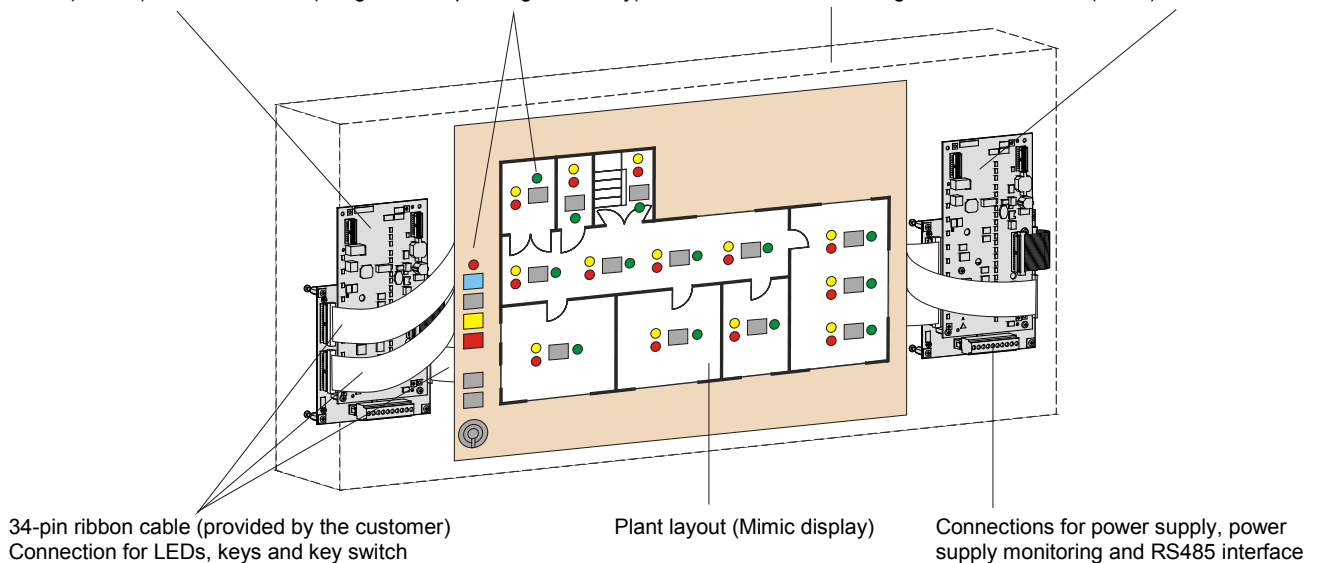 34-pin ribbon cable (provided by the customer)
Connection for LEDs, keys and key switch
Plant layout (Mimic display)
Connections for power supply, power
supply monitoring and RS485 interface